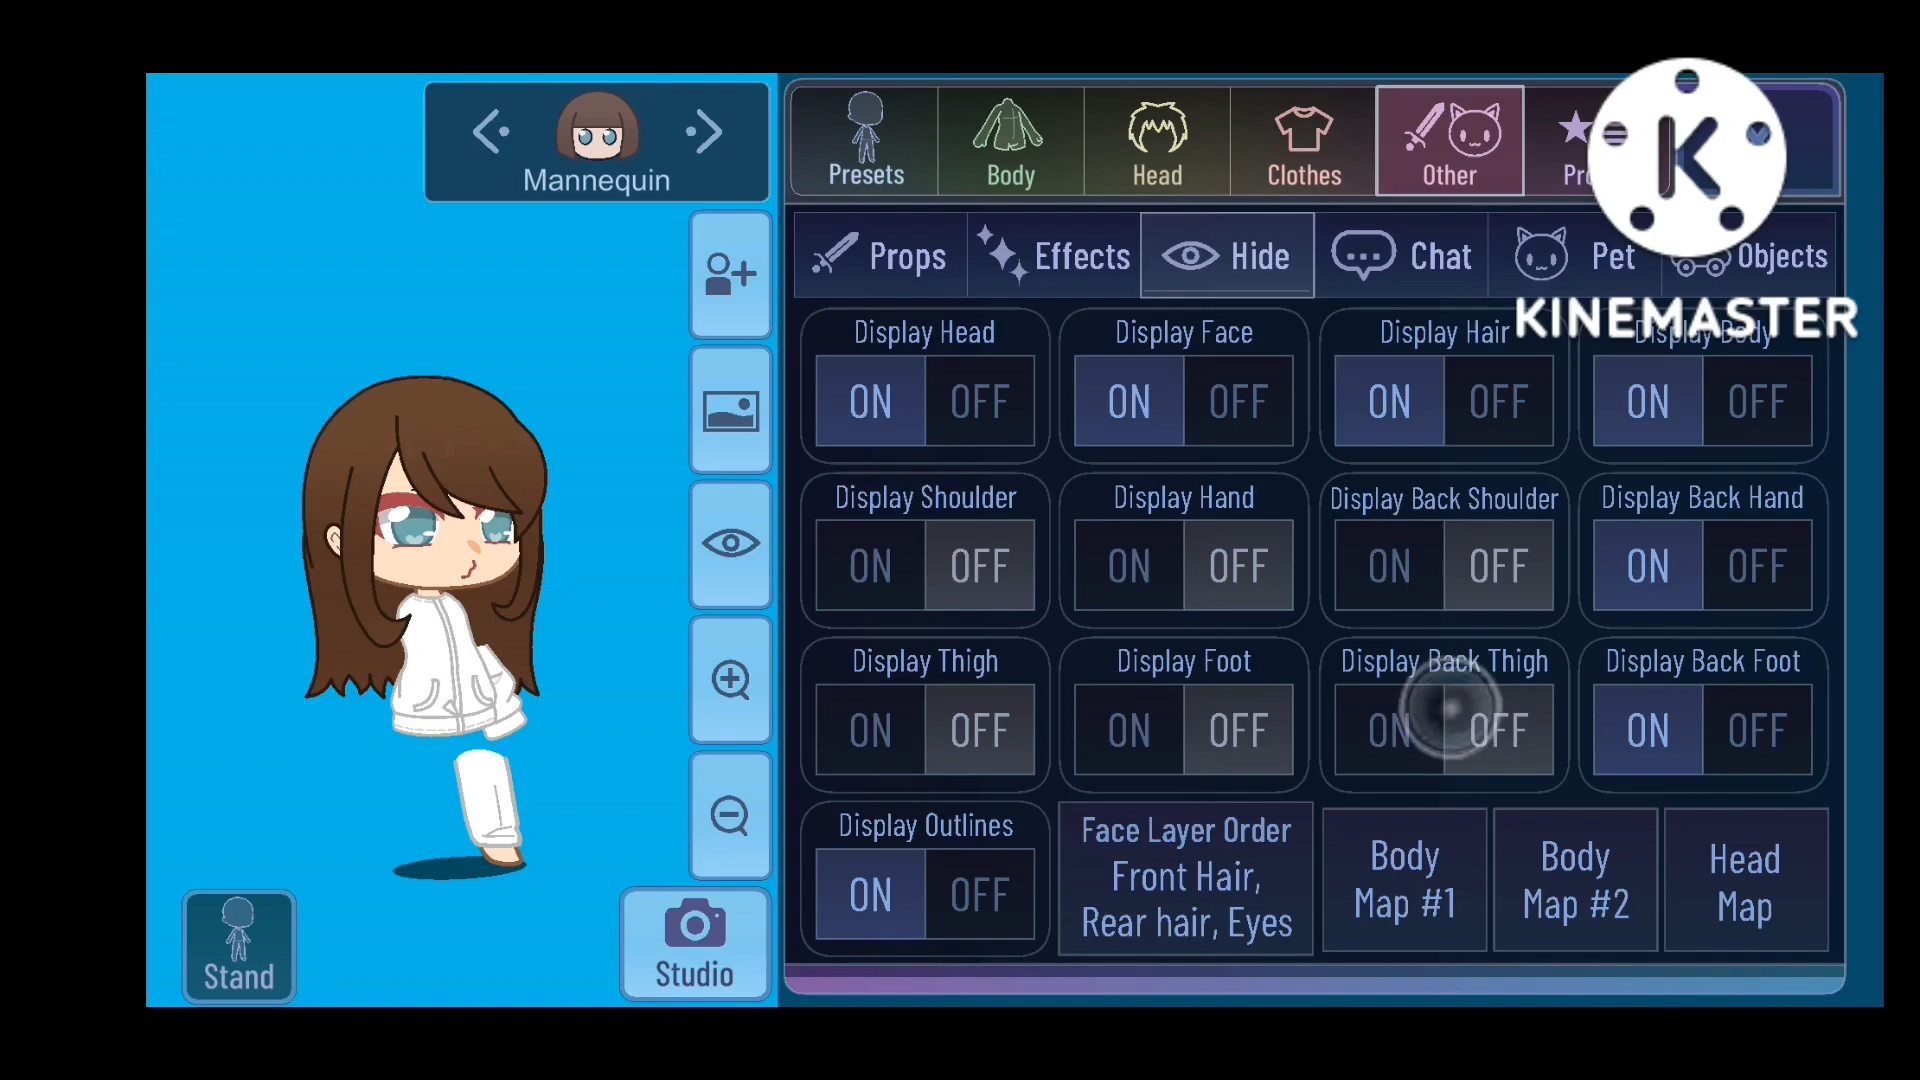 Mannequin
Presets
Body
Head
Clothes
Other
Props
Effects
Hide
Chat
Pet
Objects
KINEMASTER
Display Head
Display Face
Display Hair
Display Body
ON OFF
ON OFF
ON OFF
ON OFF
Display Shoulder
Display Hand
Display Back Shoulder
Display Back Hand
ON OFF
ON OFF
ON OFF
ON OFF
Display Thigh
Display Foot
Display Back Thigh
Display Back Foot
ON OFF
ON OFF
ON OFF
ON OFF
Display Outlines
ON OFF
Face Layer Order
Front Hair,
Rear hair, Eyes
Body
Map #1
Body
Map #2
Head
Map
Stand
Studio